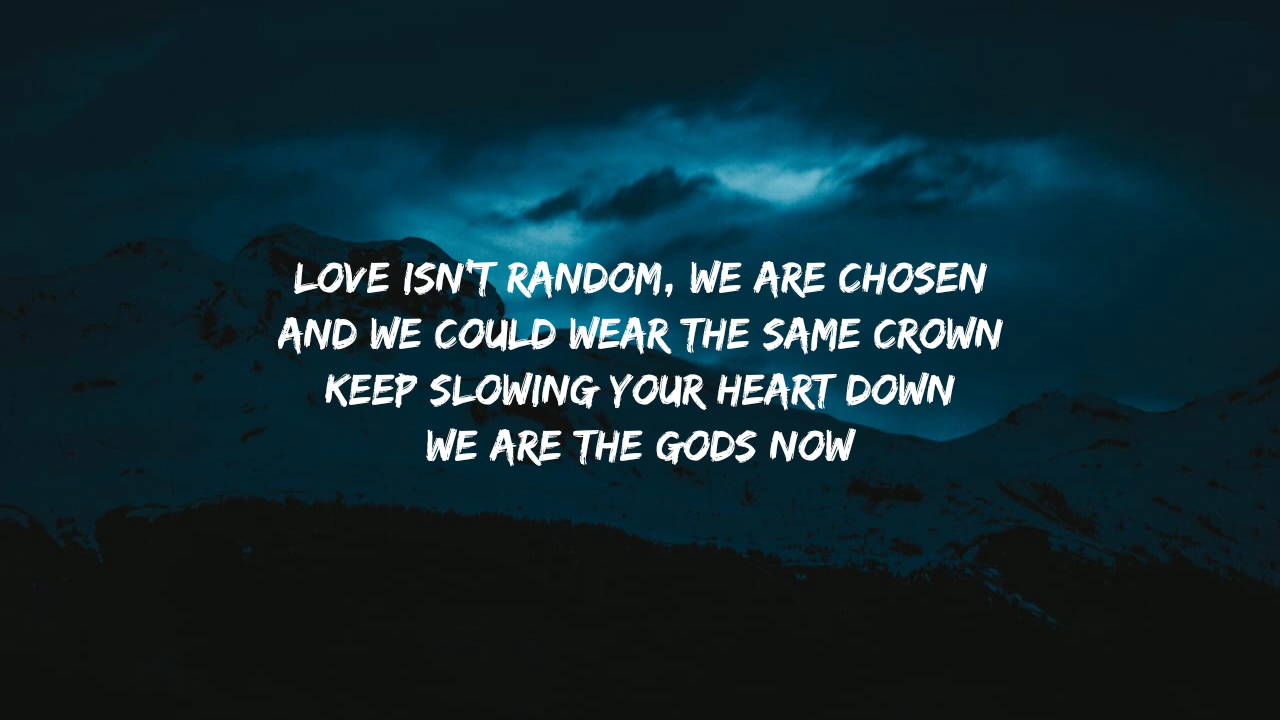 LOVE ISN'T RANDOM, WE ARE CHOSEN
AND WE COULD WEAR THE SAME CROWN
KEEP SLOWING YOUR HEART DOWN
WE ARE THE GODS NOW